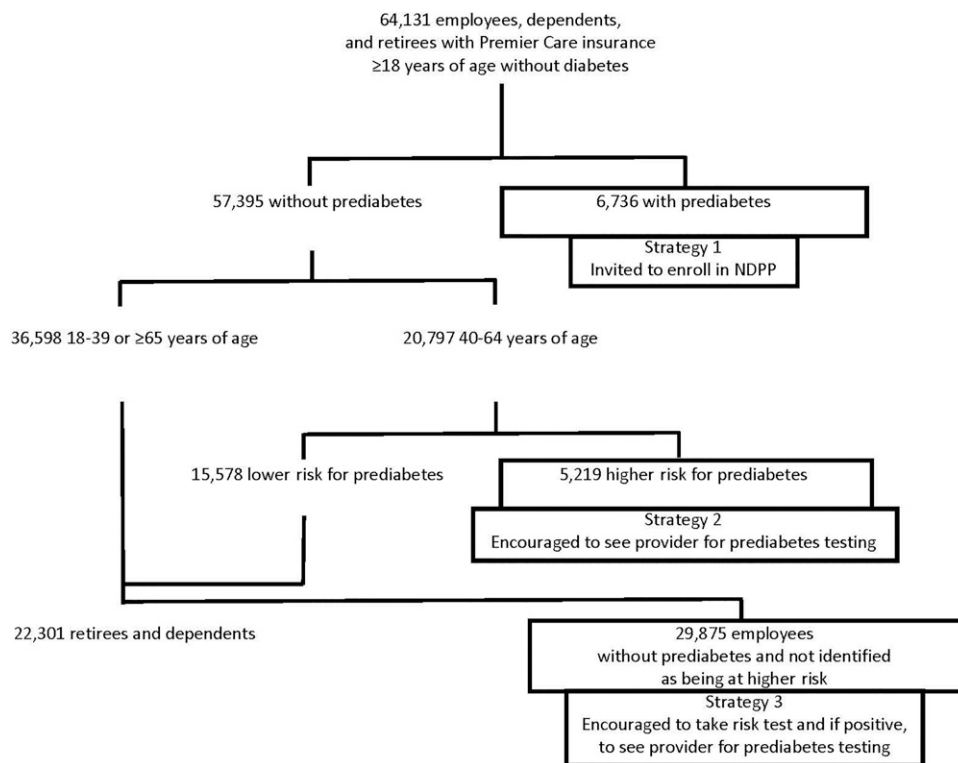 64,131 employees, dependents,
and retirees with Premier Care insurance
≥18 years of age without diabetes
57,395 without prediabetes
6,736 with prediabetes
Strategy 1
Invited to enroll in NDPP
36,598 18-39 or ≥65 years of age
20,797 40-64 years of age
15,578 lower risk for prediabetes
5,219 higher risk for prediabetes
Strategy 2
Encouraged to see provider for prediabetes testing
22,301 retirees and dependents
29,875 employees
without prediabetes and not identified
as being at higher risk
Strategy 3
Encouraged to take risk test and if positive,
to see provider for prediabetes testing